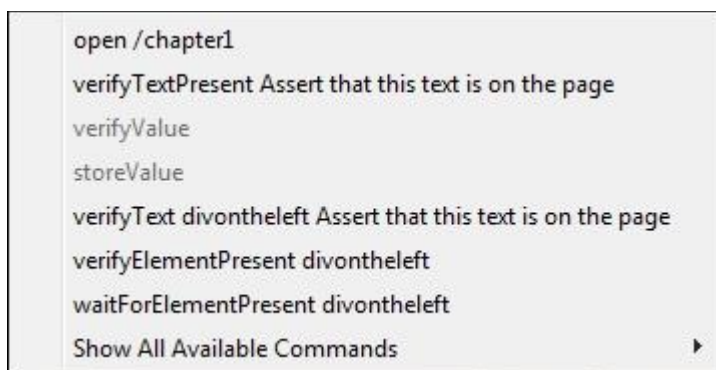 open /chapter1
verifyTextPresent Assert that this text is on the page
verifyValue
storeValue
verifyText divontheleft Assert that this text is on the page
verifyElementPresent divontheleft
waitForElementPresent divontheleft
Show All Available Commands